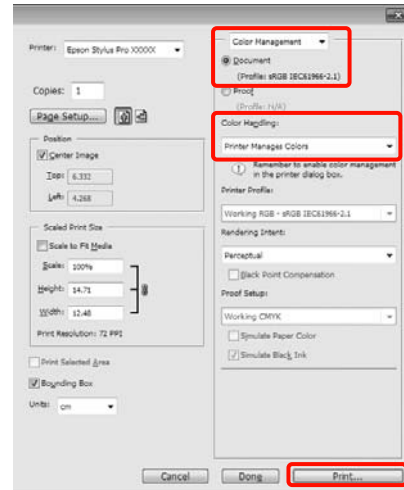 Printer: Epson Stylus Pro XXXXX
Copies: 1
Page Setup...
Position
Center Image
Top: 6.332
Left: 4.268
Scaled Print Size
Scale to Fit Media
Scale: 100%
Height: 14.71
Width: 12.48
Print Resolution: 72 PPI
Print Selected Area
Bounding Box
Units: cm
Color Management
Document
(Profile: sRGB IEC61966-2.1)
Proof
(Profile: N/A)
Color Handling:
Printer Manages Colors
Remember to enable color management
in the printer dialog box.
Printer Profile:
Working RGB - sRGB IEC61966-2.1
Rendering Intent:
Perceptual
Black Point Compensation
Proof Setup:
Working CMYK
Simulate Paper Color
Simulate Black Ink
Cancel
Done
Print...